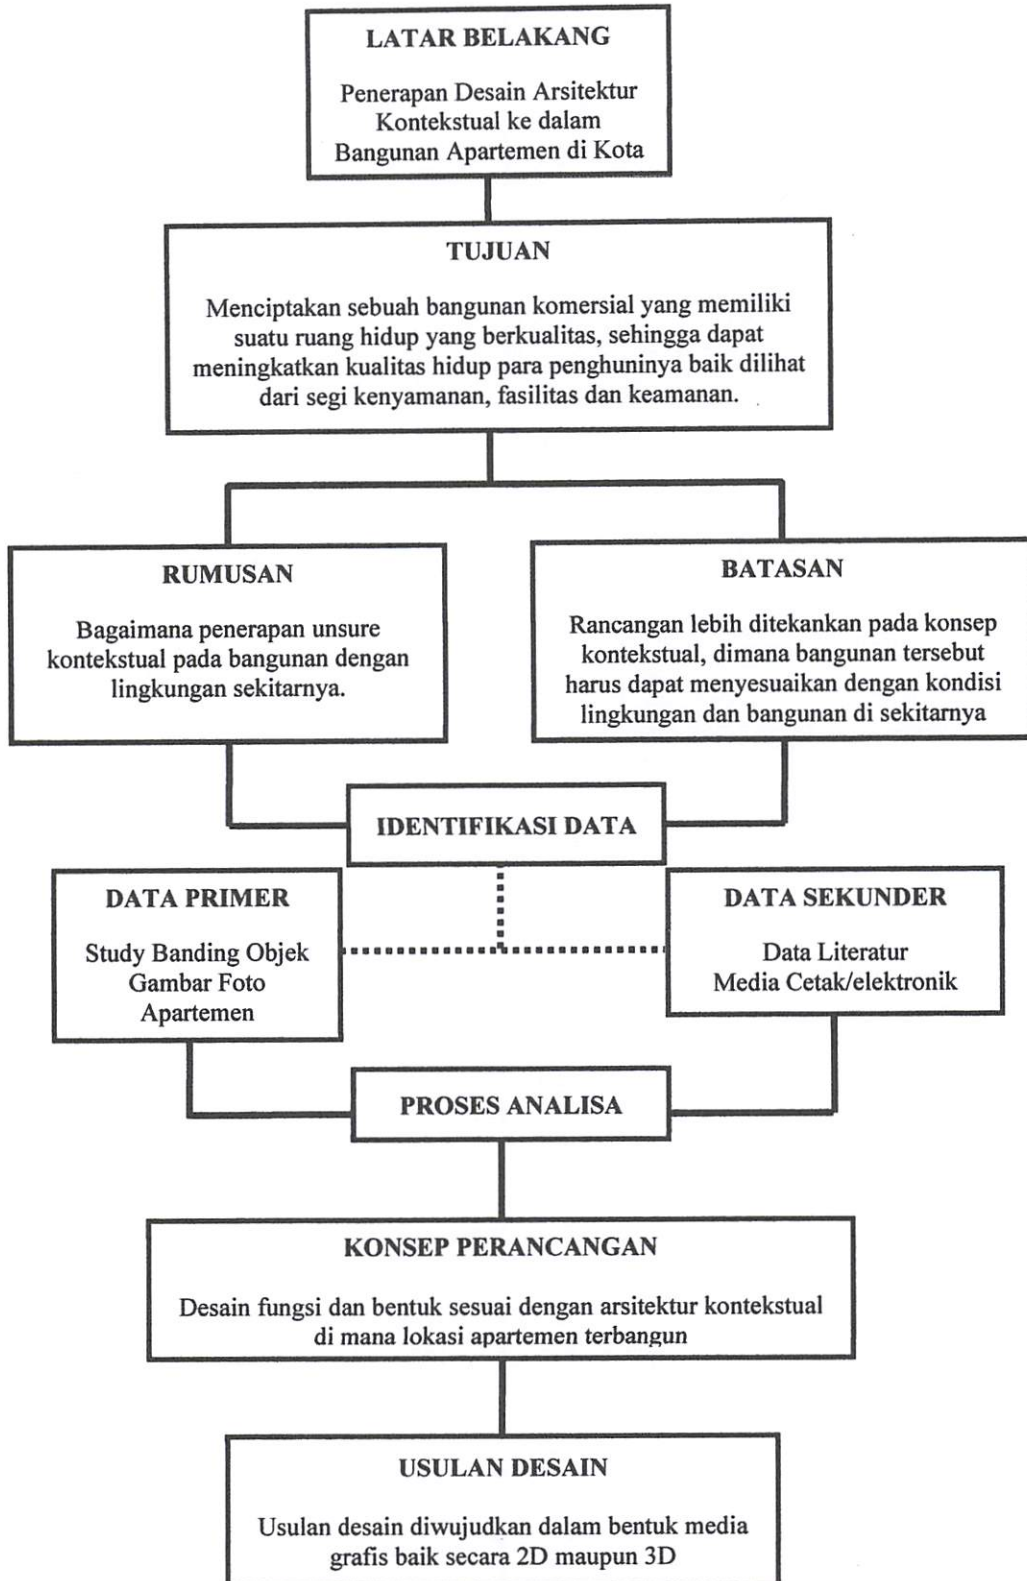 LATAR BELAKANG
Penerapan Desain Arsitektur
Kontekstual ke dalam
Bangunan Apartemen di Kota
TUJUAN
Menciptakan sebuah bangunan komersial yang memiliki
suatu ruang hidup yang berkualitas, sehingga dapat
meningkatkan kualitas hidup para penghuninya baik dilihat
dari segi kenyamanan, fasilitas dan keamanan.
RUMUSAN
Bagaimana penerapan unsure
kontekstual pada bangunan dengan
lingkungan sekitarnya.
BATASAN
Rancangan lebih ditekankan pada konsep
kontekstual, dimana bangunan tersebut
harus dapat menyesuaikan dengan kondisi
lingkungan dan bangunan di sekitarnya
IDENTIFIKASI DATA
DATA PRIMER
Study Banding Objek
Gambar Foto
Apartemen
DATA SEKUNDER
Data Literatur
Media Cetak/elektronik
PROSES ANALISA
KONSEP PERANCANGAN
Desain fungsi dan bentuk sesuai dengan arsitektur kontekstual
di mana lokasi apartemen terbangun
USULAN DESAIN
Usulan desain diwujudkan dalam bentuk media
grafis baik secara 2D maupun 3D